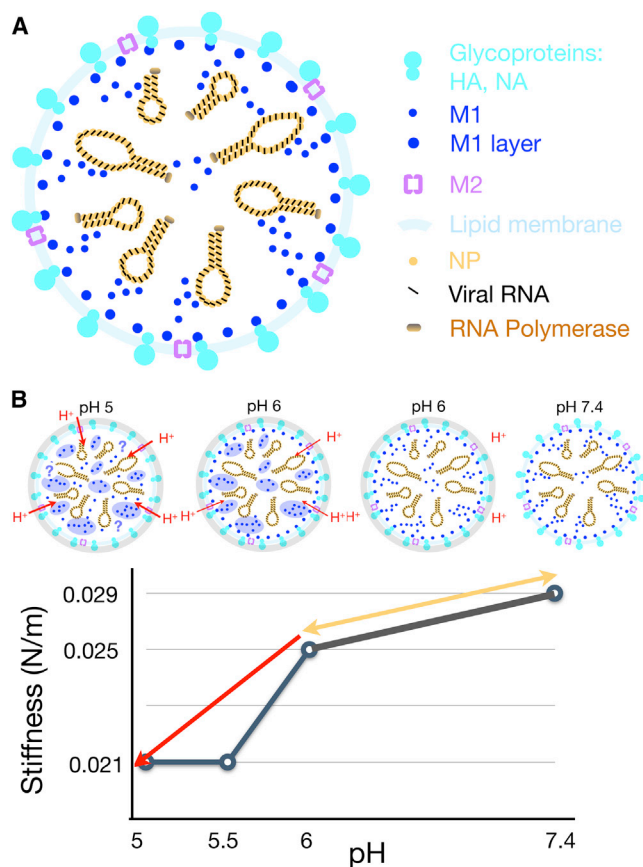 A
Glycoproteins:
HA, NA
M1
M1 layer
M2
Lipid membrane
NP
Viral RNA
RNA Polymerase
B
pH 5
pH 6
pH 6
pH 7.4
H+
H+
H+
H+
?
?
?
H+
H+
H+
H+
H+
0.029
0.025
0.021
Stiffness (N/m)
5
5.5
6
7.4
pH